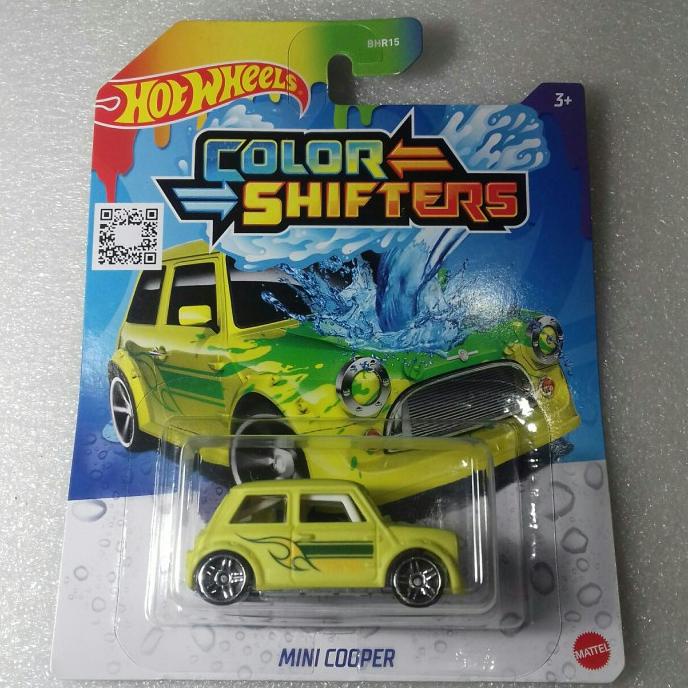 BHR15
HOT WHEELS
3+
COLOR
SHIFTERS
MINI COOPER
MATTEL